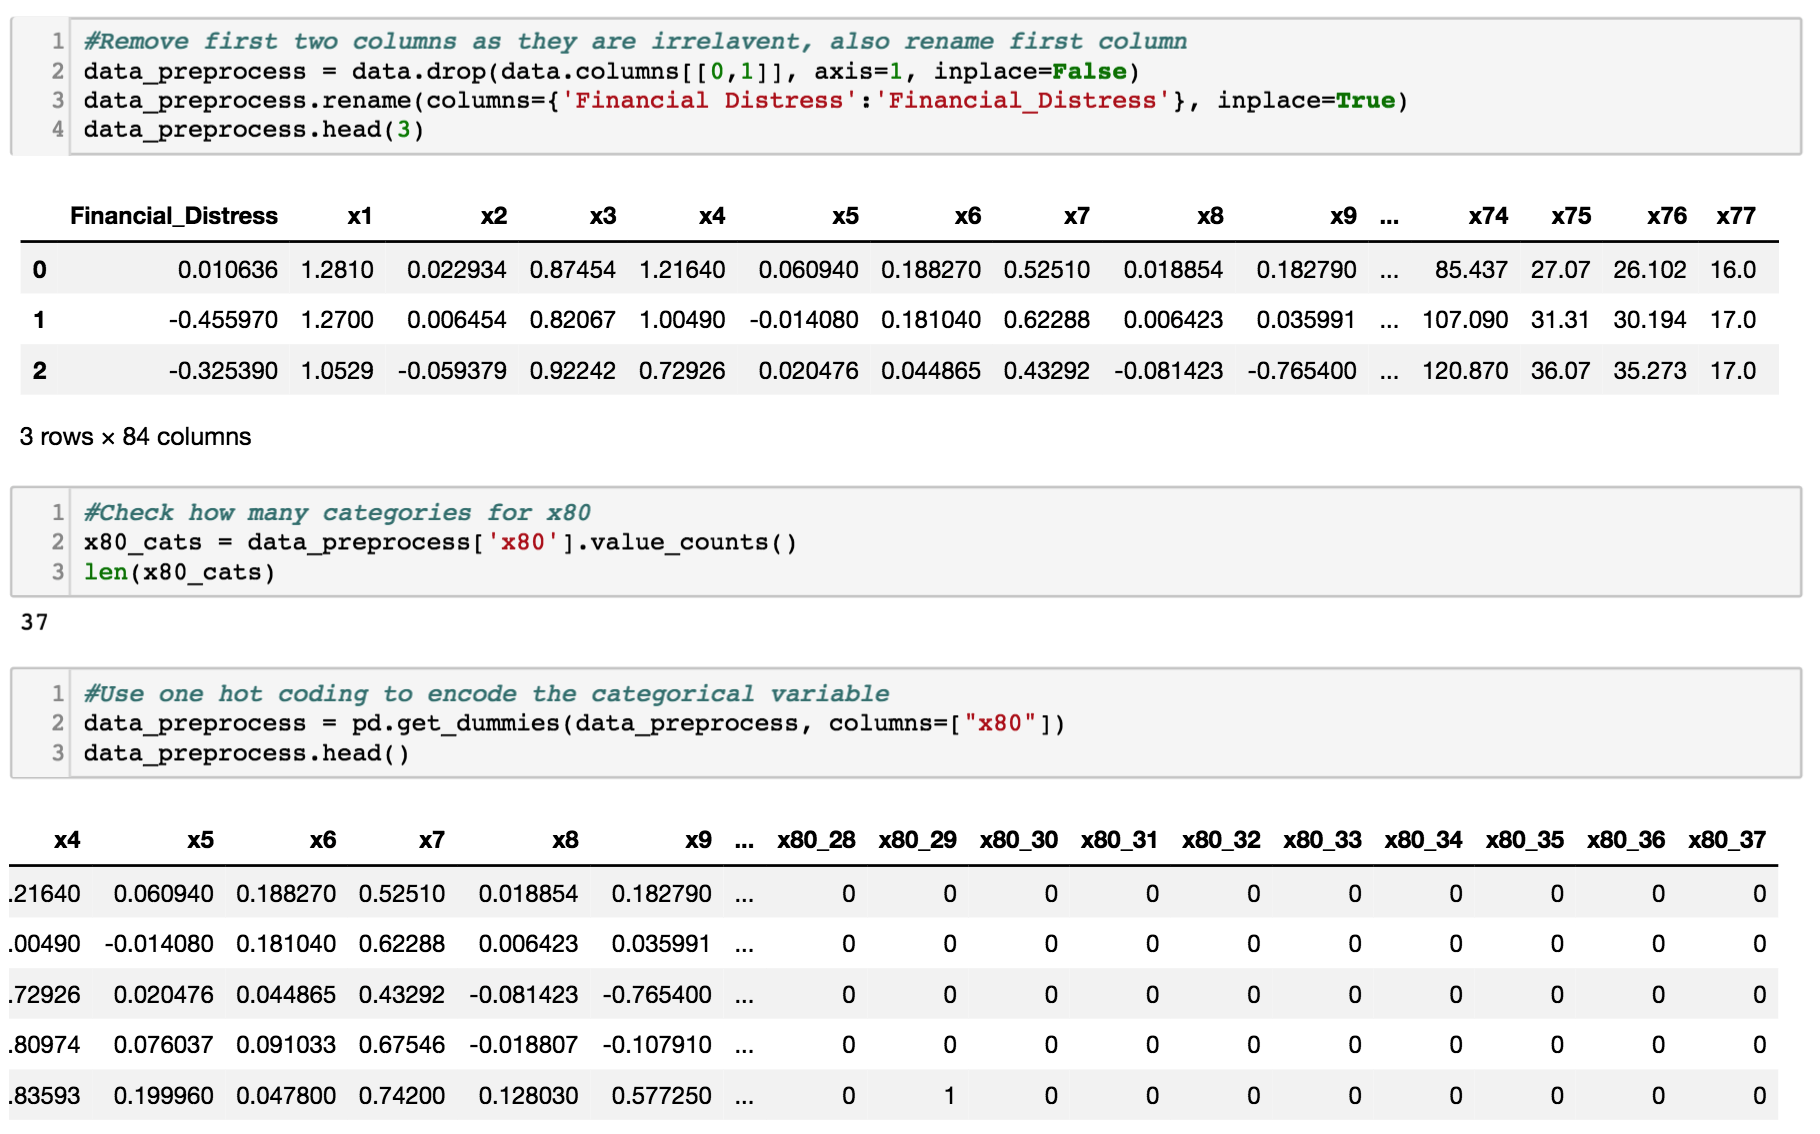 1 #Remove first two columns as they are irrelavent, also rename first column
2 data_preprocess = data.drop(data.columns[[0,1]], axis=1, inplace=False)
3 data_preprocess.rename(columns={'Financial Distress':'Financial_Distress'}, inplace=True)
4 data_preprocess.head(3)
Financial_Distress x1 x2 x3 x4 x5 x6 x7 x8 x9 ... x74 x75 x76 x77
0 0.010636 1.2810 0.022934 0.87454 1.21640 0.060940 0.188270 0.52510 0.018854 0.182790 ... 85.437 27.07 26.102 16.0
1 -0.455970 1.2700 0.006454 0.82067 1.00490 -0.014080 0.181040 0.62288 0.006423 0.035991 ... 107.090 31.31 30.194 17.0
2 -0.325390 1.0529 -0.059379 0.92242 0.72926 0.020476 0.044865 0.43292 -0.081423 -0.765400 ... 120.870 36.07 35.273 17.0
3 rows × 84 columns
1 #Check how many categories for x80
2 x80_cats = data_preprocess['x80'].value_counts()
3 len(x80_cats)
37
1 #Use one hot coding to encode the categorical variable
2 data_preprocess = pd.get_dummies(data_preprocess, columns=["x80"])
3 data_preprocess.head()
x4 x5 x6 x7 x8 x9 ... x80_28 x80_29 x80_30 x80_31 x80_32 x80_33 x80_34 x80_35 x80_36 x80_37
.21640 0.060940 0.188270 0.52510 0.018854 0.182790 ... 0 0 0 0 0 0 0 0 0 0
.00490 -0.014080 0.181040 0.62288 0.006423 0.035991 ... 0 0 0 0 0 0 0 0 0 0
.72926 0.020476 0.044865 0.43292 -0.081423 -0.765400 ... 0 0 0 0 0 0 0 0 0 0
.80974 0.076037 0.091033 0.67546 -0.018807 -0.107910 ... 0 0 0 0 0 0 0 0 0 0
.83593 0.199960 0.047800 0.74200 0.128030 0.577250 ... 0 1 0 0 0 0 0 0 0 0